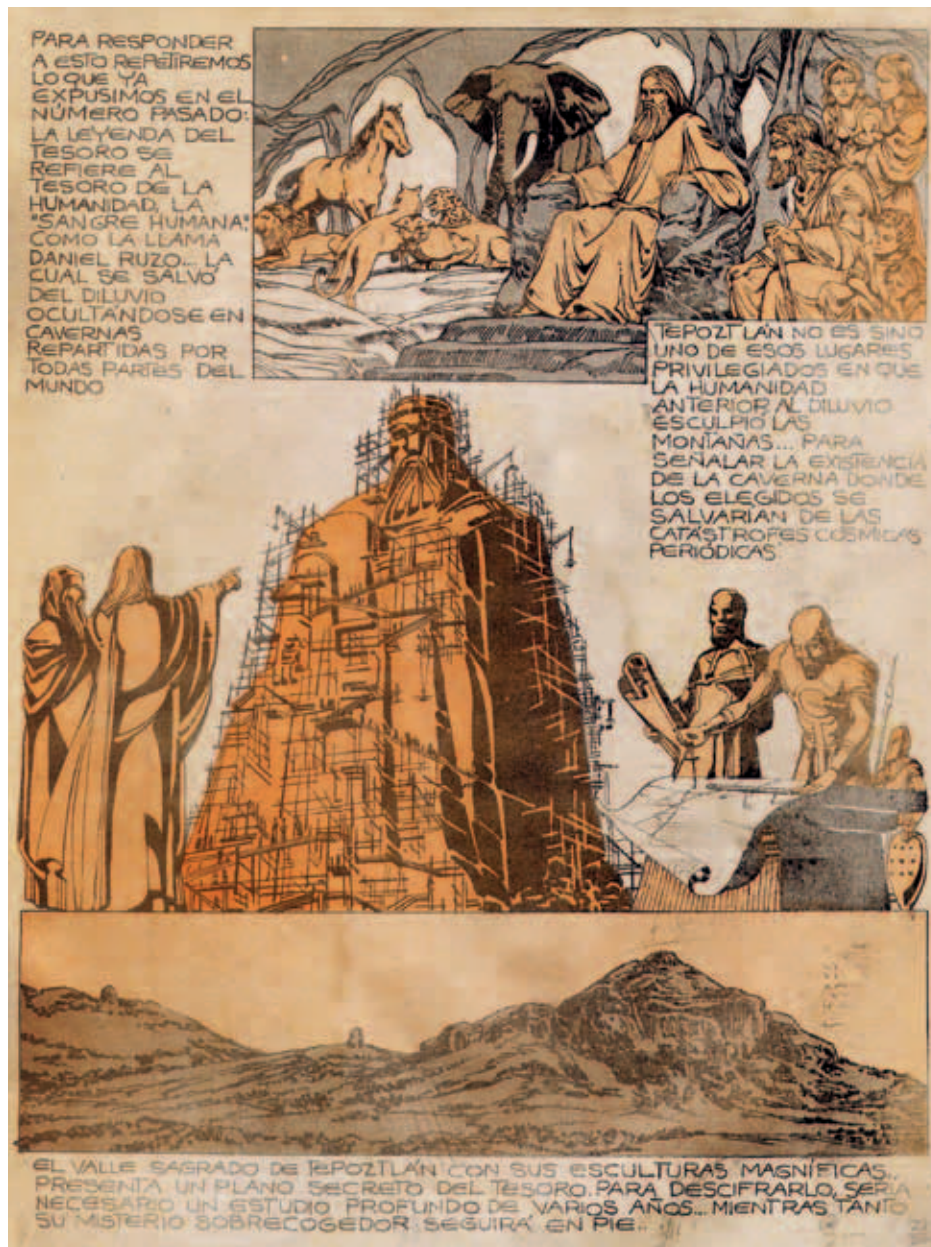 PARA RESPONDER
A ESTO REPETIREMOS
LO QUE YA
EXPUSIMOS EN EL
NÚMERO PASADO:
LA LEYENDA DEL
TESORO SE
REFIERE AL
TESORO DE LA
HUMANIDAD, LA
"SANGRE HUMANA",
COMO LA LLAMA
DANIEL RUZO... LA
CUAL SE SALVÓ
DEL DILUVIO
OCULTÁNDOSE EN
CAVERNAS
REPARTIDAS POR
TODAS PARTES DEL
MUNDO
TEPOZTLÁN NO ES SINO
UNO DE ESOS LUGARES
PRIVILEGIADOS EN QUE
LA HUMANIDAD
ANTERIOR AL DILUVIO
ESCULPIÓ LAS
MONTAÑAS... PARA
SEÑALAR LA EXISTENCIA
DE LA CAVERNA DONDE
LOS ELEGIDOS SE
SALVARIAN DE LAS
CATÁSTROFES CÓSMICAS
PERIÓDICAS
EL VALLE SAGRADO DE TEPOZTLÁN CON SUS ESCULTURAS MAGNÍFICAS...
PRESENTA UN PLANO SECRETO DEL TESORO. PARA DESCIFRARLO, SERIA
NECESARIO UN ESTUDIO PROFUNDO DE VARIOS AÑOS... MIENTRAS TANTO
SU MISTERIO SOBRECOGEDOR SEGUIRÁ EN PIE...